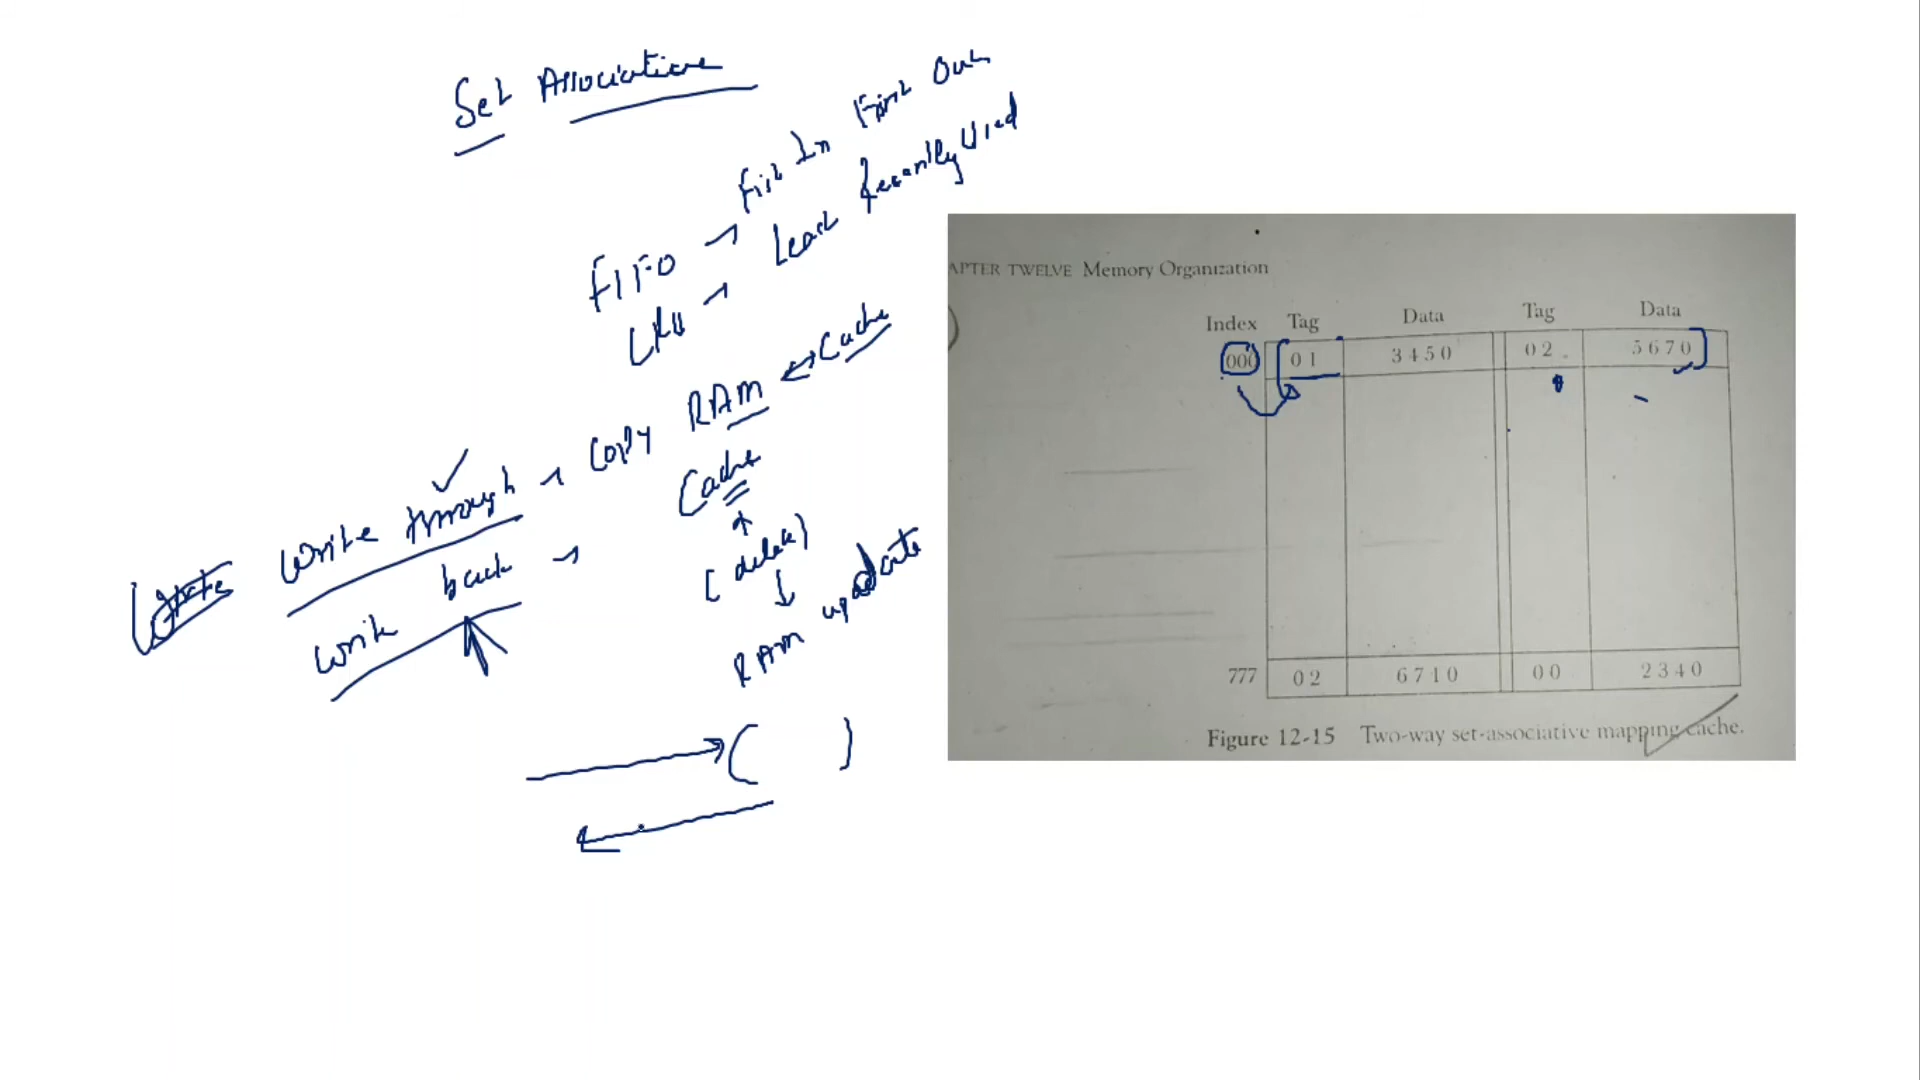 Set Associative
FIFO → Fist In First Out
LRU → Least Recently Used
Write through → Copy RAM ↔ Cache
Cache
Write back →
(delete)
RAM update
APTER TWELVE Memory Organization
Index Tag Data Tag Data
000 01 3450 02 5670
777 02 6710 00 2340
Figure 12-15 Two-way set-associative mapping cache.